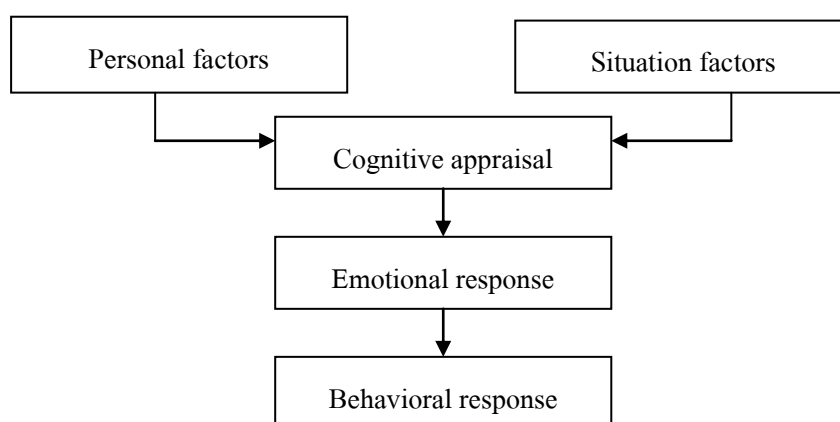 Personal factors
Situation factors
Cognitive appraisal
Emotional response
Behavioral response